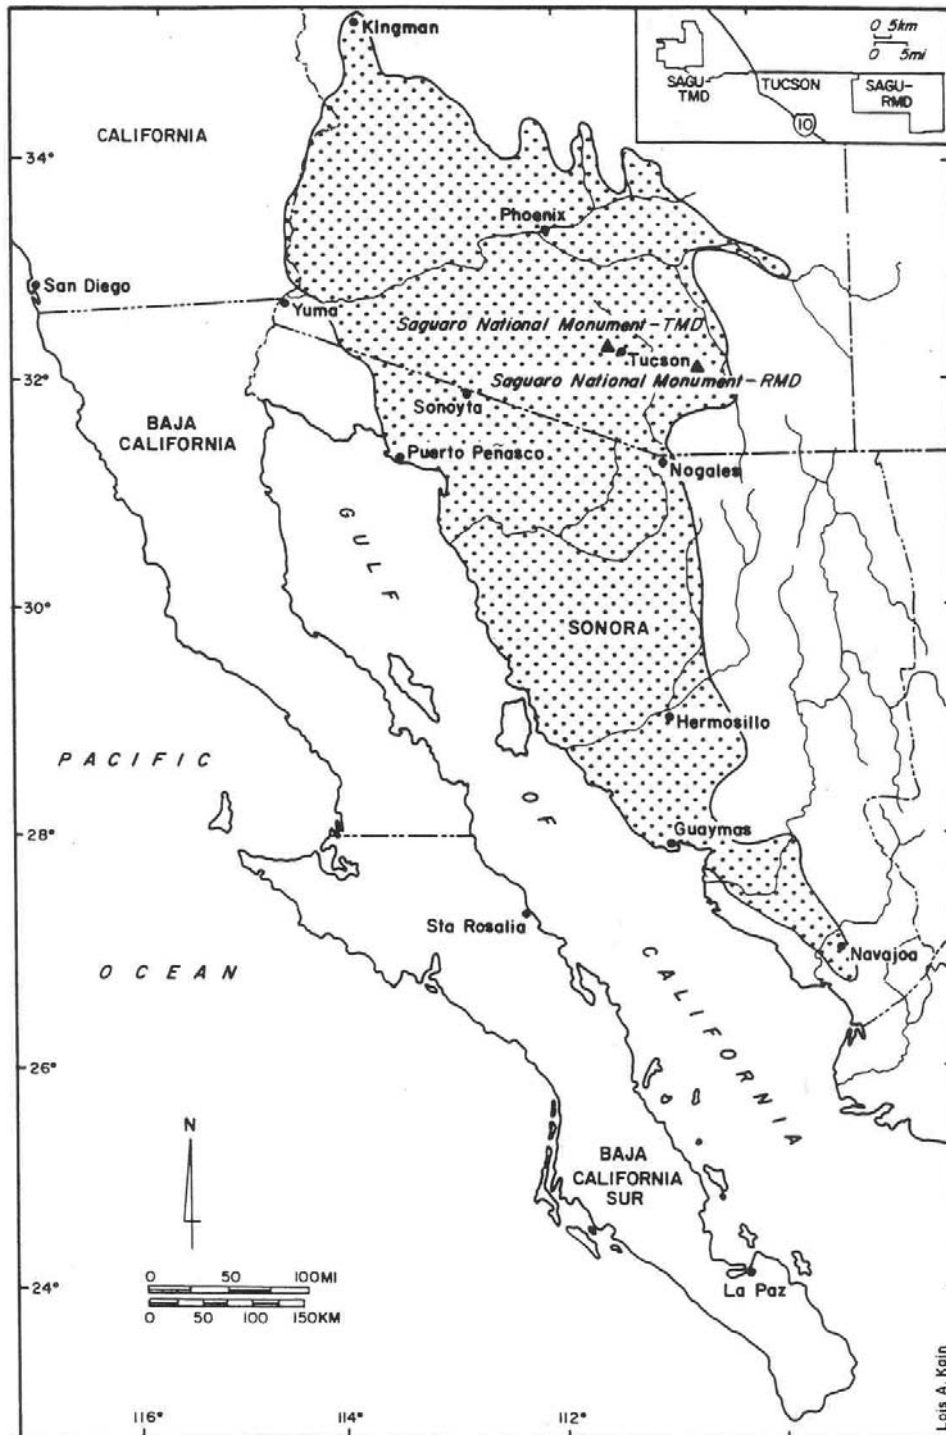 Kingman
0 5km
0 5mi
SAGU-
TMD
TUCSON
SAGU-
RMD
10
CALIFORNIA
34°
Phoenix
San Diego
Yuma
Saguaro National Monument-TMD
Tucson
32°
Saguaro National Monument-RMD
Sonoyta
BAJA
CALIFORNIA
Puerto Peñasco
Nogales
GULF
30°
SONORA
Hermosillo
PACIFIC
OF
28°
Guaymas
Sta Rosalia
Navajoa
OCEAN
CALIFORNIA
26°
N
BAJA
CALIFORNIA
SUR
0 50 100MI
0 50 100 150KM
24°
La Paz
Lois A. Kain
116°
114°
112°